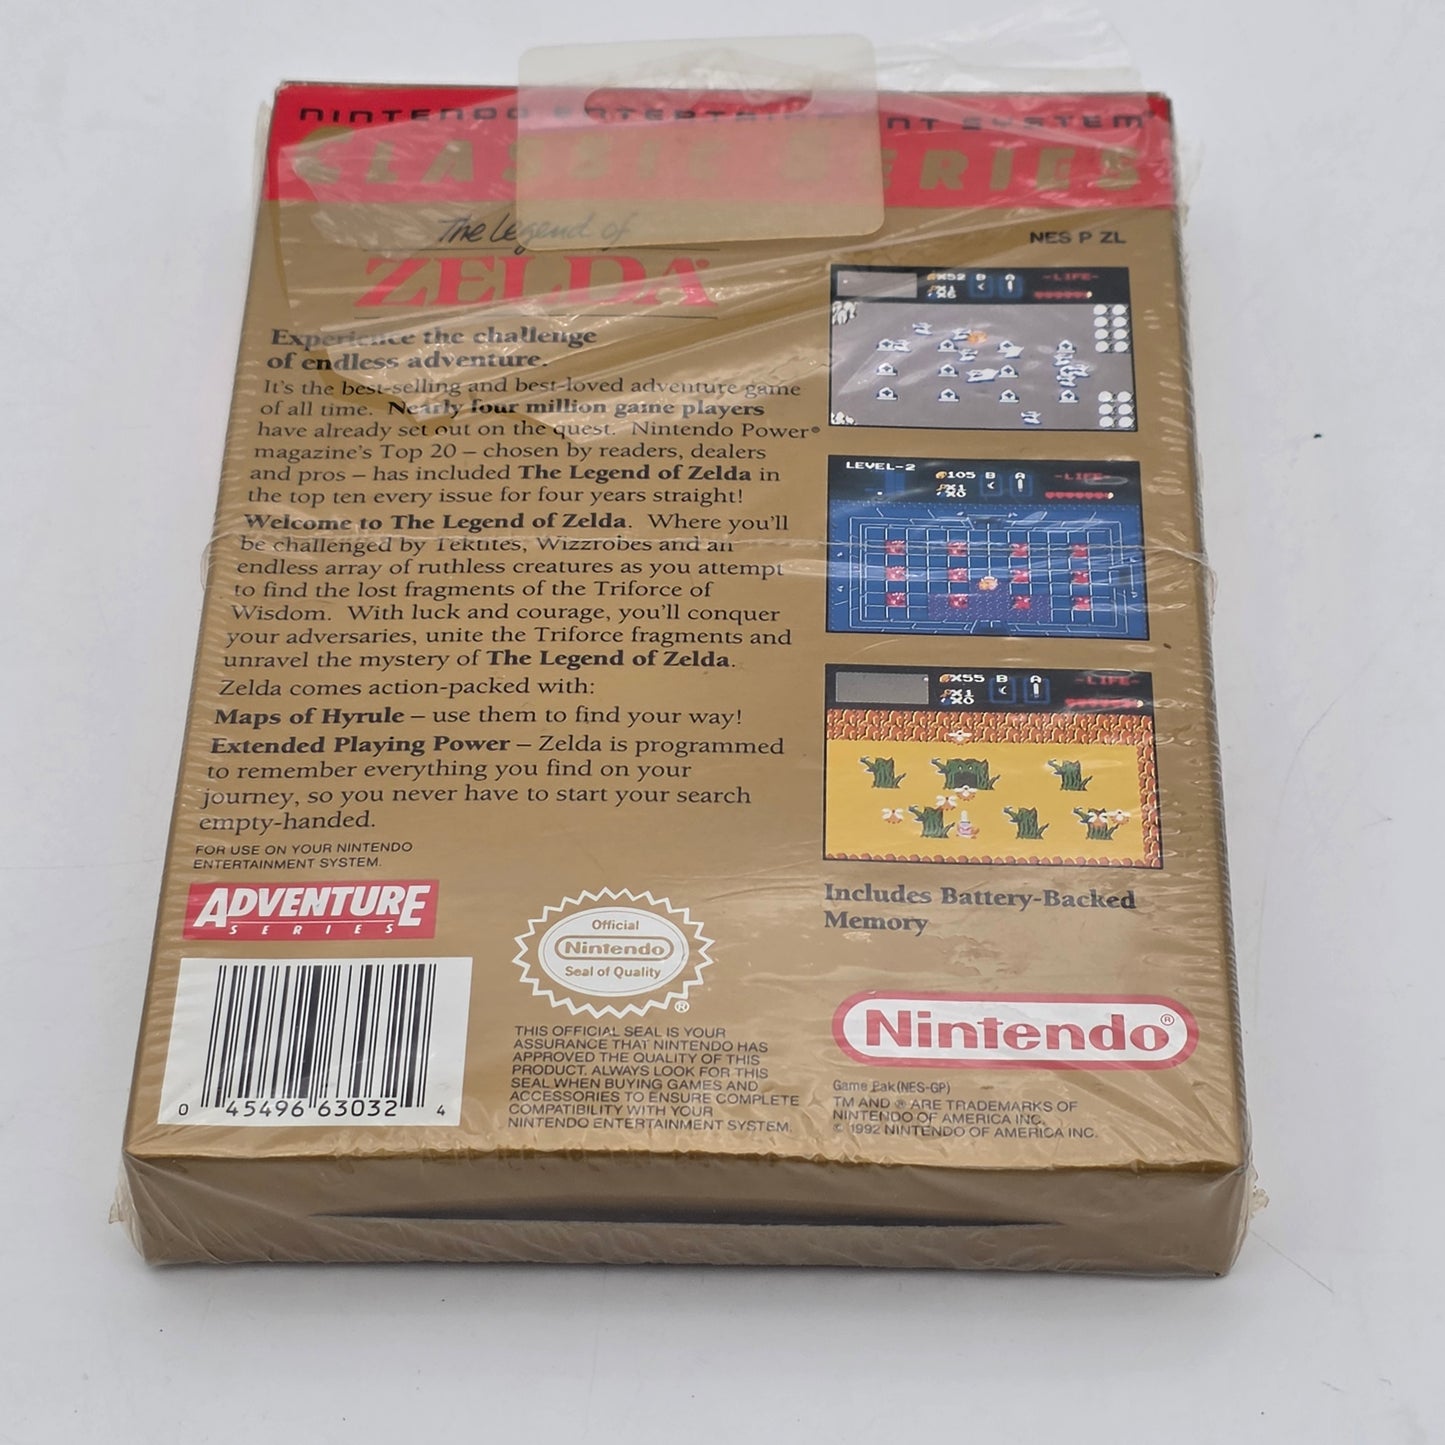 NINTENDO ENTERTAINMENT SYSTEM
CLASSIC SERIES
The Legend of
ZELDA
NES P ZL
Experience the challenge
of endless adventure.
It's the best-selling and best-loved adventure game
of all time. Nearly four million game players
have already set out on the quest. Nintendo Power®
magazine's Top 20 – chosen by readers, dealers
and pros – has included The Legend of Zelda in
the top ten every issue for four years straight!
Welcome to The Legend of Zelda. Where you'll
be challenged by Tektites, Wizzrobes and an
endless array of ruthless creatures as you attempt
to find the lost fragments of the Triforce of
Wisdom. With luck and courage, you'll conquer
your adversaries, unite the Triforce fragments and
unravel the mystery of The Legend of Zelda.
Zelda comes action-packed with:
Maps of Hyrule – use them to find your way!
Extended Playing Power – Zelda is programmed
to remember everything you find on your
journey, so you never have to start your search
empty-handed.
FOR USE ON YOUR NINTENDO
ENTERTAINMENT SYSTEM.
ADVENTURE
SERIES
0 45496 63032 4
Official
Nintendo
Seal of Quality
®
THIS OFFICIAL SEAL IS YOUR
ASSURANCE THAT NINTENDO HAS
APPROVED THE QUALITY OF THIS
PRODUCT. ALWAYS LOOK FOR THIS
SEAL WHEN BUYING GAMES AND
ACCESSORIES TO ENSURE COMPLETE
COMPATIBILITY WITH YOUR
NINTENDO ENTERTAINMENT SYSTEM.
X52 B A -LIFE-
X1
X6
LEVEL-2
105 B A -LIFE-
X1
X0
X55 B A -LIFE-
X1
X0
Includes Battery-Backed
Memory
Nintendo®
Game Pak (NES-GP)
TM AND ® ARE TRADEMARKS OF
NINTENDO OF AMERICA INC.
© 1992 NINTENDO OF AMERICA INC.